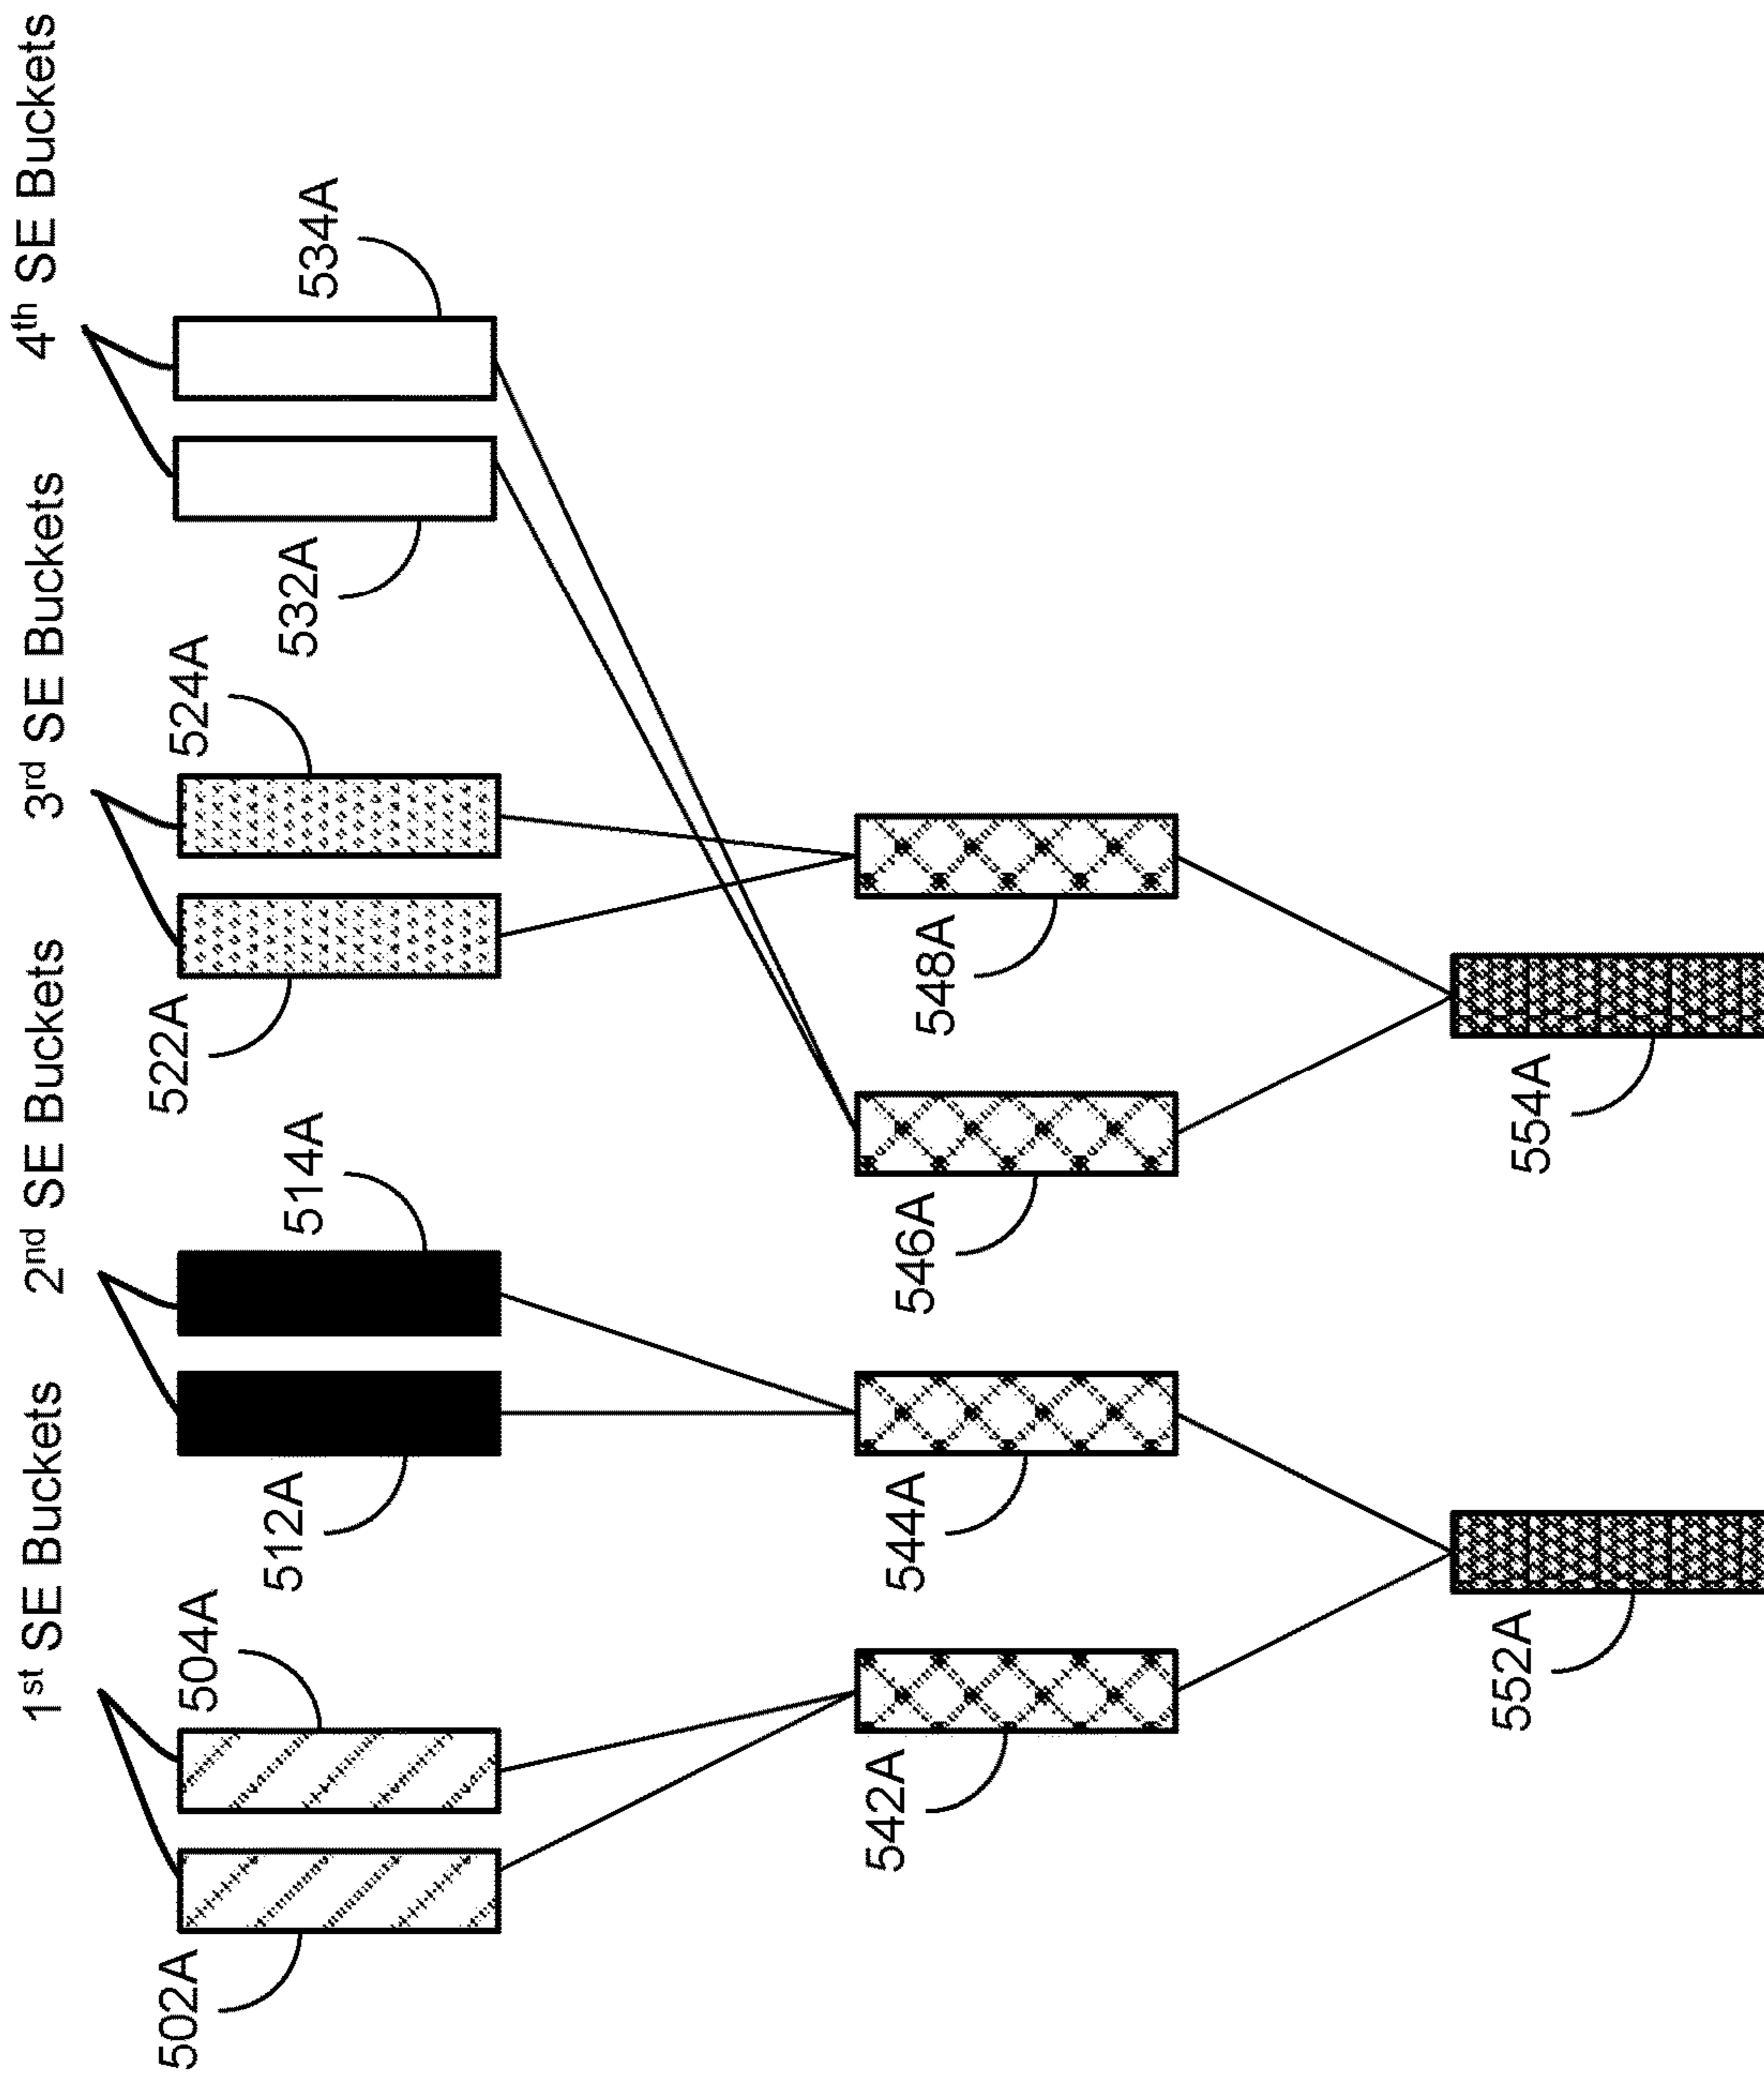 1st SE Buckets
2nd SE Buckets
3rd SE Buckets
4th SE Buckets
502A
504A
512A
514A
522A
524A
532A
534A
542A
544A
546A
548A
552A
554A